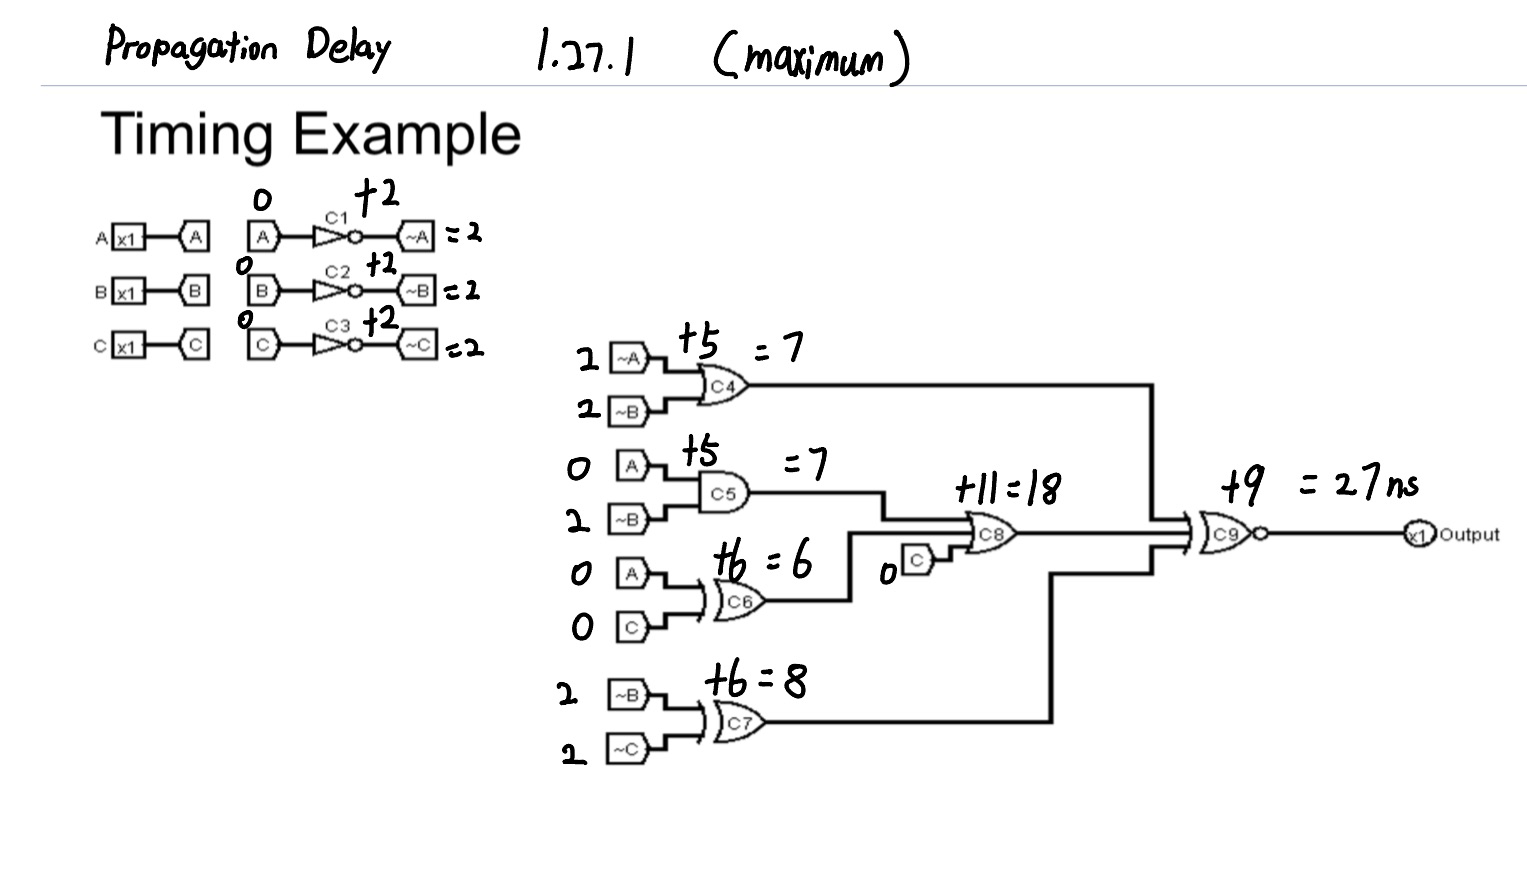 Propagation Delay 1.27.1 (maximum)
Timing Example
0 +2
C1
A x1 A A ~A =2
0 C2 +2
B x1 B B ~B =2
0 C3 +2
C x1 C C ~C =2
+5 =7
2 ~A
C4
2 ~B
+5 =7
0 A
C5
2 ~B
+11=18
C8
0 C
+9 = 27ns
C9 x1 Output
+6 = 6
0 A
C6
0 C
+6 = 8
2 ~B
C7
2 ~C